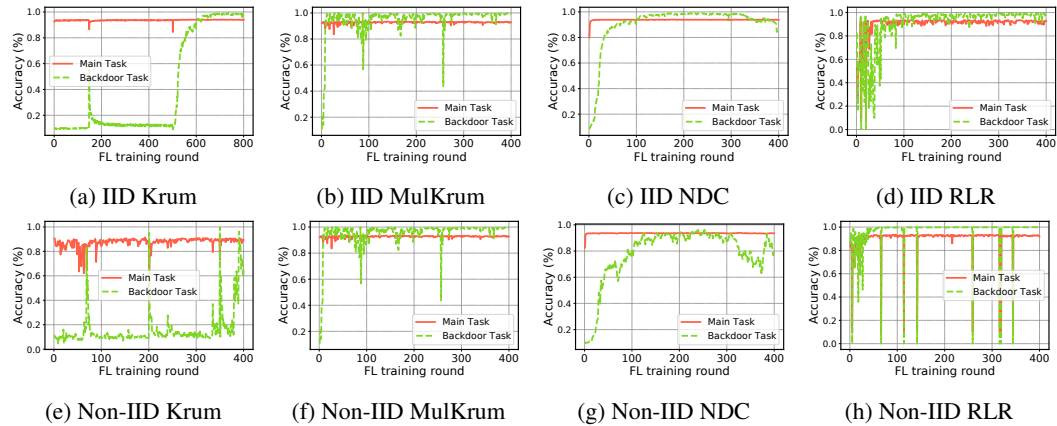 Accuracy (%)
1.0
0.8
0.6
0.4
0.2
Main Task
Backdoor Task
0 200 400 600 800
FL training round
(a) IID Krum
Accuracy (%)
1.0
0.8
0.6
0.4
0.2
Main Task
Backdoor Task
0 100 200 300 400
FL training round
(b) IID MulKrum
Accuracy (%)
0.8
0.6
0.4
0.2
Main Task
Backdoor Task
0 100 200 300 400
FL training round
(c) IID NDC
Accuracy (%)
1.0
0.8
0.6
0.4
0.2
0.0
Main Task
Backdoor Task
0 100 200 300 400
FL training round
(d) IID RLR
Accuracy (%)
1.0
0.8
0.6
0.4
0.2
0.0
Main Task
Backdoor Task
0 100 200 300 400
FL training round
(e) Non-IID Krum
Accuracy (%)
1.0
0.8
0.6
0.4
0.2
Main Task
Backdoor Task
0 100 200 300 400
FL training round
(f) Non-IID MulKrum
Accuracy (%)
0.8
0.6
0.4
0.2
Main Task
Backdoor Task
0 100 200 300 400
FL training round
(g) Non-IID NDC
Accuracy (%)
1.0
0.8
0.6
0.4
0.2
0.0
Main Task
Backdoor Task
0 100 200 300 400
FL training round
(h) Non-IID RLR